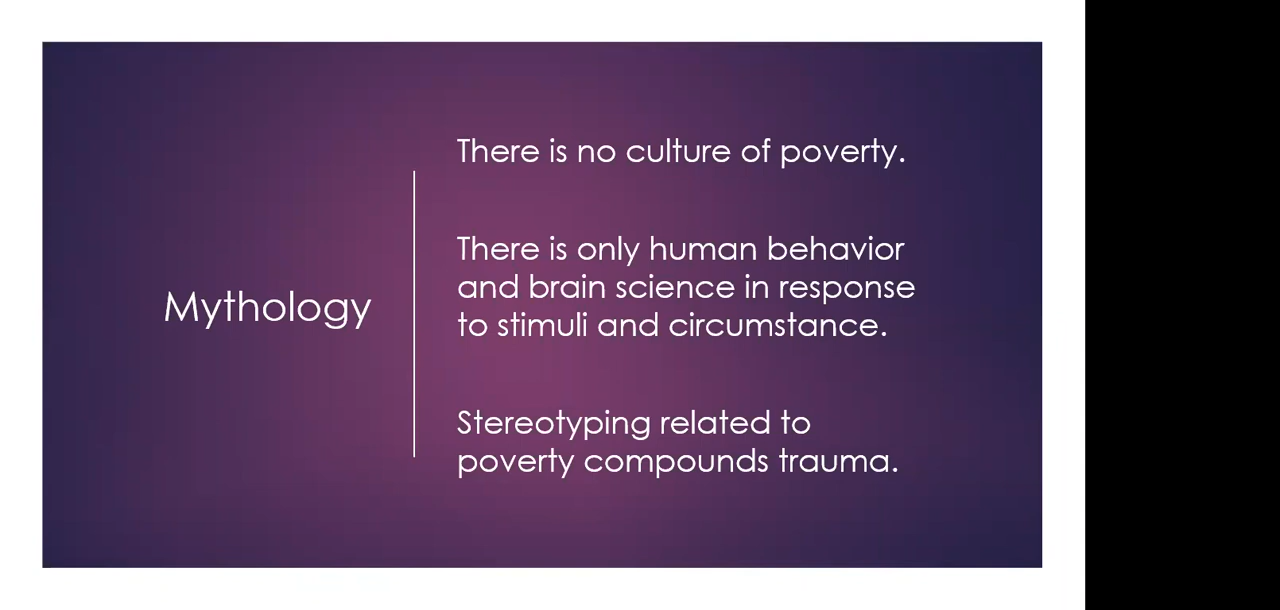 Mythology
There is no culture of poverty.
There is only human behavior
and brain science in response
to stimuli and circumstance.
Stereotyping related to
poverty compounds trauma.